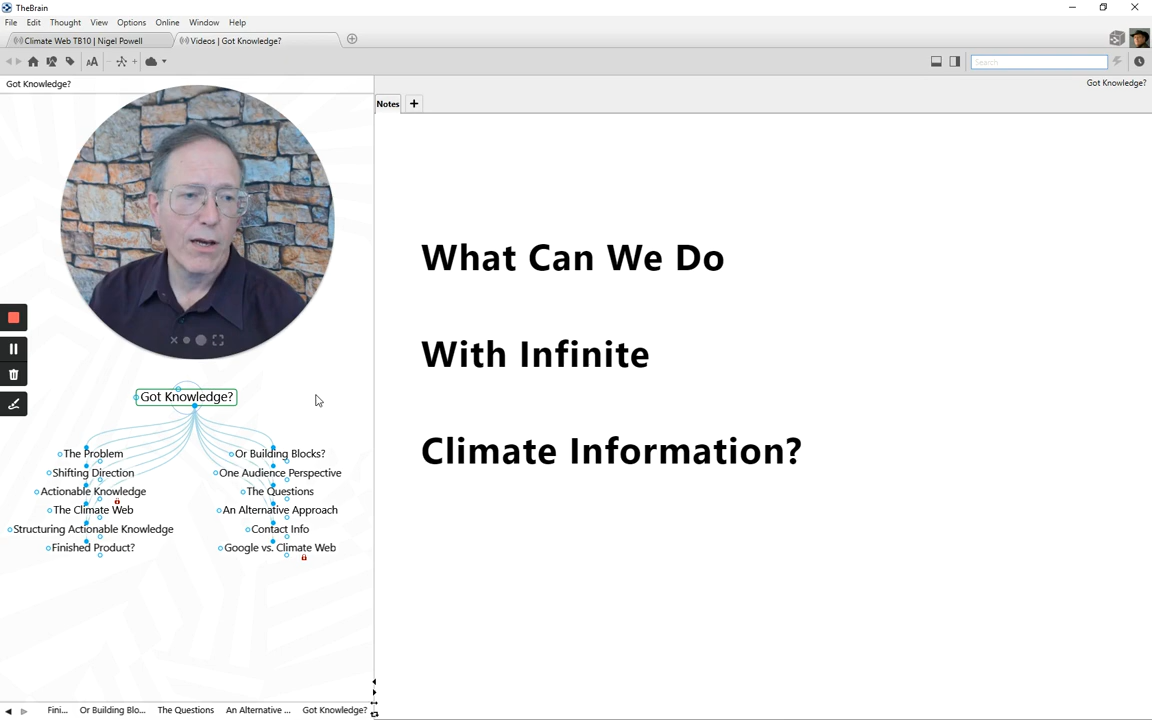 TheBrain
File Edit Thought View Options Online Window Help
Climate Web TB10 | Nigel Powell
Videos | Got Knowledge?
AA
Search
Got Knowledge?
Got Knowledge?
Notes
What Can We Do
With Infinite
Climate Information?
Got Knowledge?
The Problem
Shifting Direction
Actionable Knowledge
The Climate Web
Structuring Actionable Knowledge
Finished Product?
Or Building Blocks?
One Audience Perspective
The Questions
An Alternative Approach
Contact Info
Google vs. Climate Web
Fini... Or Building Blo... The Questions An Alternative ... Got Knowledge?